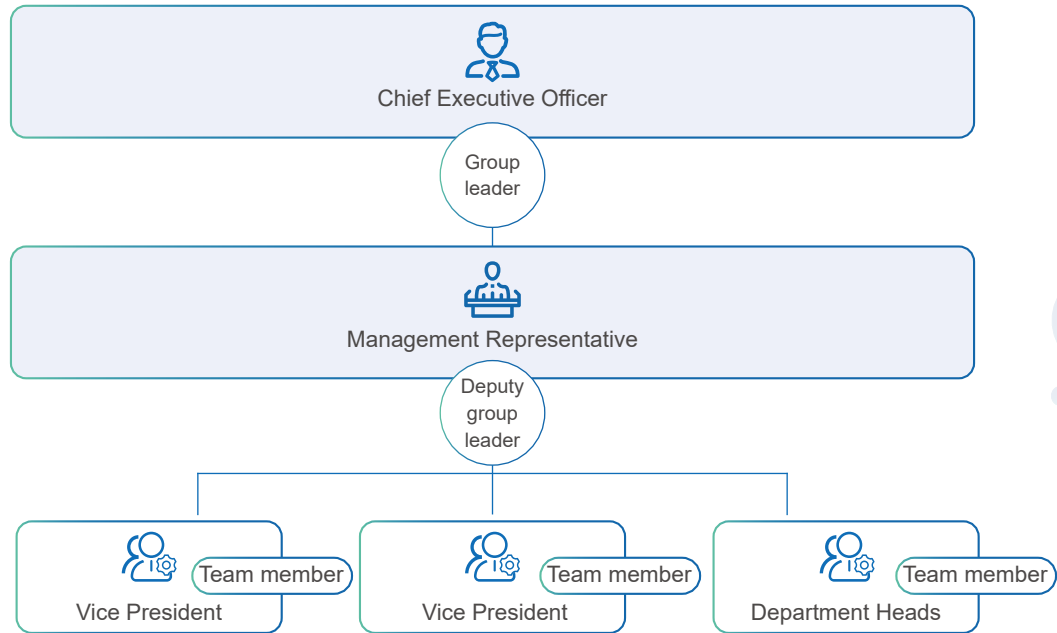 Chief Executive Officer
Group
leader
Management Representative
Deputy
group
leader
Team member
Vice President
Team member
Vice President
Team member
Department Heads